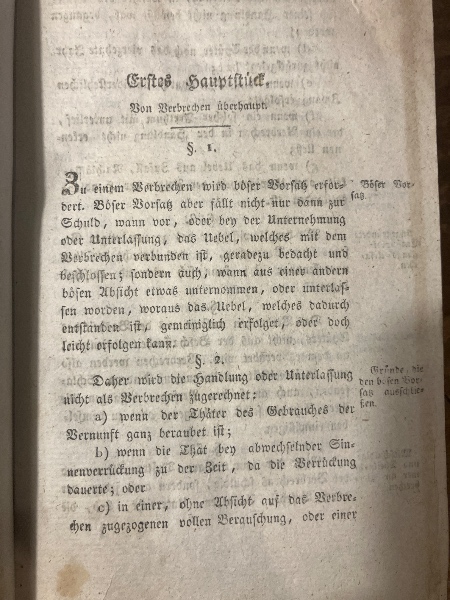 Erstes Hauptstück.
Von Verbrechen überhaupt.
§. 1.
Zu einem Verbrechen wird böser Vorsatz erfor-
dert. Böser Vorsatz aber fällt nicht nur dann zur
Schuld, wann vor, oder bey der Unternehmung
oder Unterlassung, das Uebel, welches mit dem
Verbrechen verbunden ist, geradezu bedacht und
beschlossen; sondern auch, wann aus einer andern
bösen Absicht etwas unternommen, oder unterlas-
sen worden, woraus das Uebel, welches dadurch
entstanden ist, gemeiniglich erfolget, oder doch
leicht erfolgen kann.
Böser Vor-
satz.
§. 2.
Daher wird die Handlung oder Unterlassung
nicht als Verbrechen zugerechnet:
a) wenn der Thäter des Gebrauches der
Vernunft ganz beraubet ist;
b) wenn die That bey abwechselnder Sin-
nenverrückung zu der Zeit, da die Verrückung
dauerte; oder
c) in einer, ohne Absicht auf das Verbre-
chen zugezogenen vollen Berauschung, oder einer
Gründe, die
den bösen Vor-
satz ausschlie-
ßen.